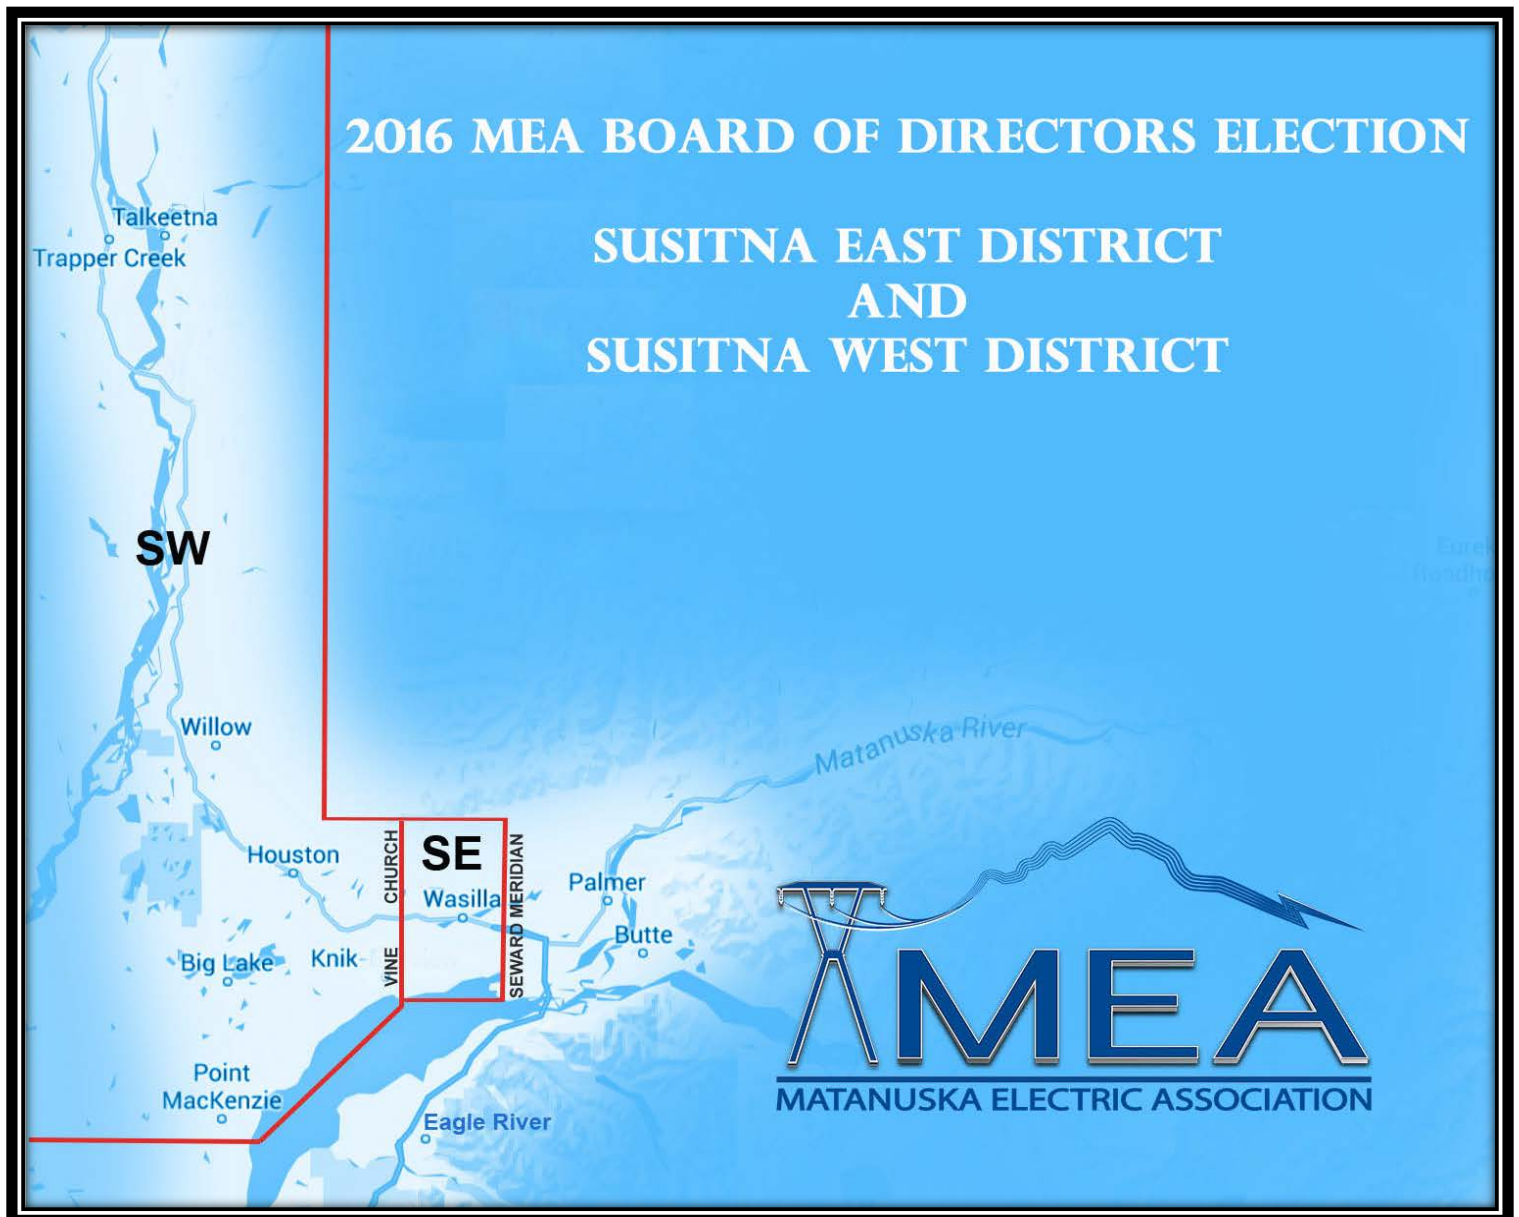 2016 MEA BOARD OF DIRECTORS ELECTION
SUSITNA EAST DISTRICT
AND
SUSITNA WEST DISTRICT
Talkeetna
Trapper Creek
SW
Willow
Matanuska River
Houston
CHURCH
VINE
SE
Wasilla
SEWARD MERIDIAN
Palmer
Butte
Big Lake
Knik-
Point
MacKenzie
Eagle River
MEA
MATANUSKA ELECTRIC ASSOCIATION